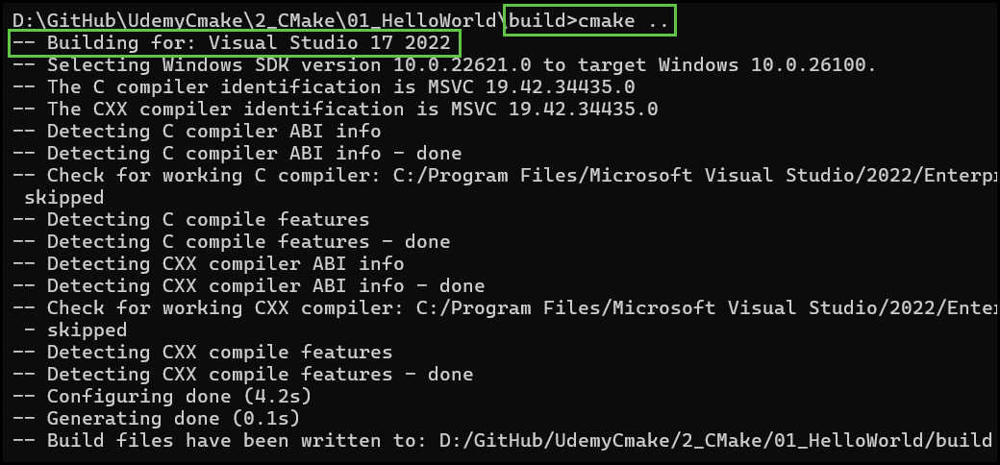 D:\GitHub\UdemyCmake\2_CMake\01_HelloWorld\build>cmake ..
-- Building for: Visual Studio 17 2022
-- Selecting Windows SDK version 10.0.22621.0 to target Windows 10.0.26100.
-- The C compiler identification is MSVC 19.42.34435.0
-- The CXX compiler identification is MSVC 19.42.34435.0
-- Detecting C compiler ABI info
-- Detecting C compiler ABI info - done
-- Check for working C compiler: C:/Program Files/Microsoft Visual Studio/2022/Enterpr
skipped
-- Detecting C compile features
-- Detecting C compile features - done
-- Detecting CXX compiler ABI info
-- Detecting CXX compiler ABI info - done
-- Check for working CXX compiler: C:/Program Files/Microsoft Visual Studio/2022/Enter
- skipped
-- Detecting CXX compile features
-- Detecting CXX compile features - done
-- Configuring done (4.2s)
-- Generating done (0.1s)
-- Build files have been written to: D:/GitHub/UdemyCmake/2_CMake/01_HelloWorld/build